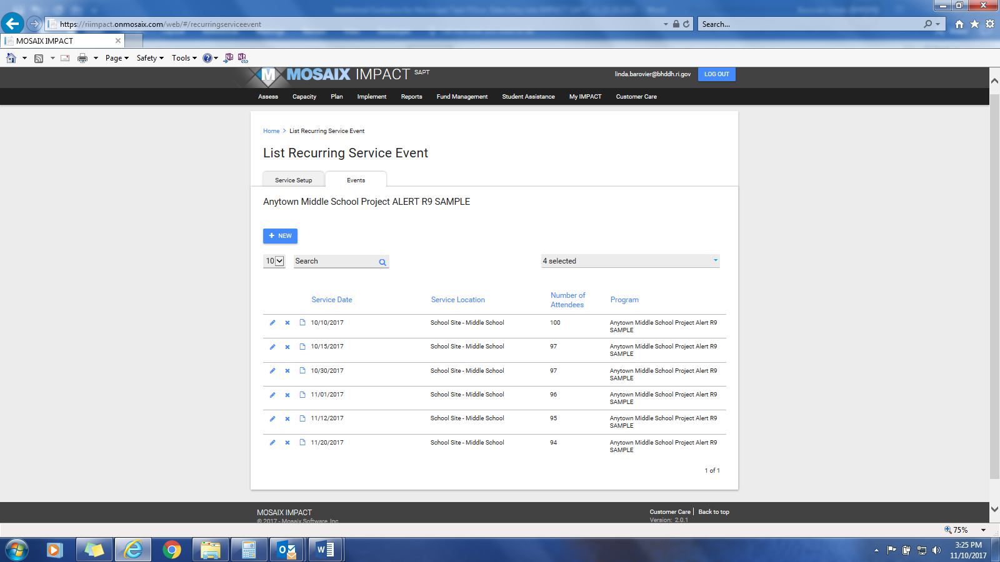 https://riimpact.onmosaix.com/web/#/recurringserviceevent
Search...
MOSAIX IMPACT
Page
Safety
Tools
M MOSAIX IMPACT SAPT
linda.barovier@bhddh.ri.gov
LOG OUT
Assess Capacity Plan Implement Reports Fund Management Student Assistance My IMPACT Customer Care
Home > List Recurring Service Event
List Recurring Service Event
Service Setup
Events
Anytown Middle School Project ALERT R9 SAMPLE
+ NEW
10
Search
4 selected
Service Date
Service Location
Number of
Attendees
Program
10/10/2017 School Site - Middle School 100 Anytown Middle School Project Alert R9
SAMPLE
10/15/2017 School Site - Middle School 97 Anytown Middle School Project Alert R9
SAMPLE
10/30/2017 School Site - Middle School 97 Anytown Middle School Project Alert R9
SAMPLE
11/01/2017 School Site - Middle School 96 Anytown Middle School Project Alert R9
SAMPLE
11/12/2017 School Site - Middle School 95 Anytown Middle School Project Alert R9
SAMPLE
11/20/2017 School Site - Middle School 94 Anytown Middle School Project Alert R9
SAMPLE
1 of 1
MOSAIX IMPACT
© 2017 - Mosaix Software, Inc.
Customer Care | Back to top
Version: 2.0.1
75%
3:25 PM
11/10/2017